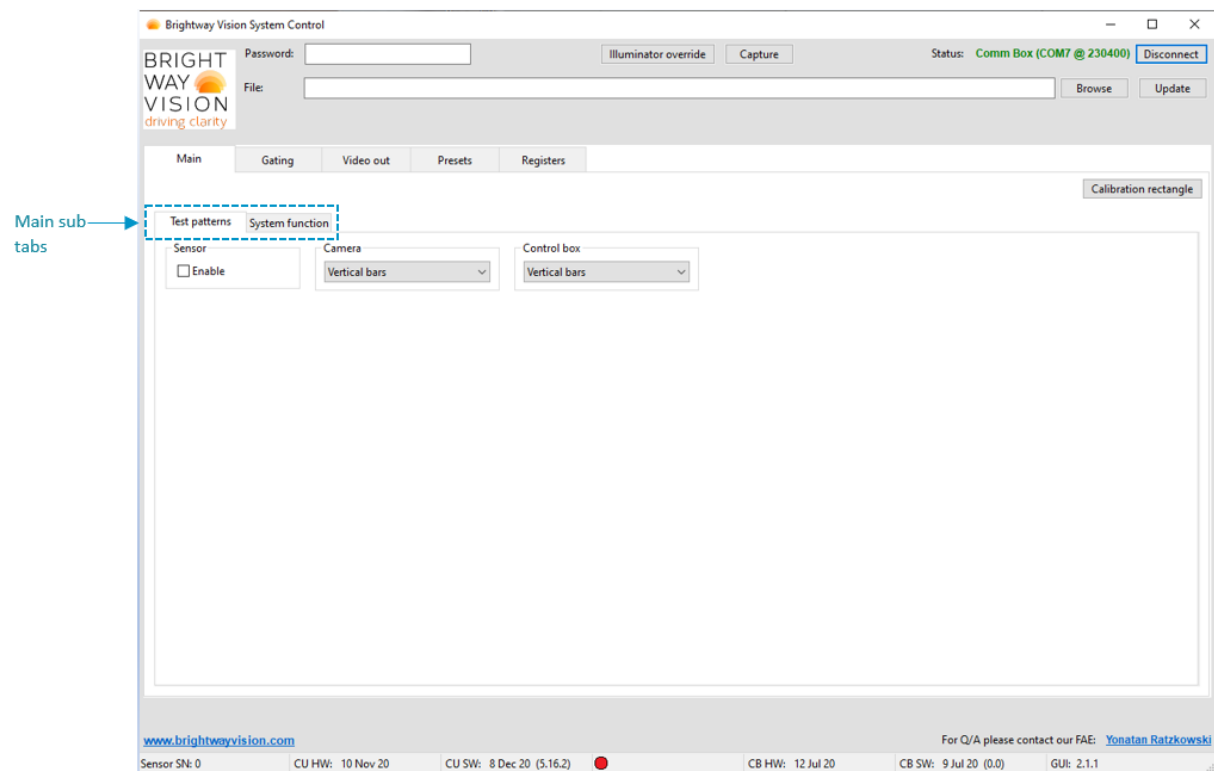 Brightway Vision System Control
BRIGHT
WAY
VISION
driving clarity
Password:
Illuminator override
Capture
Status: Comm Box (COM7 @ 230400)
Disconnect
File:
Browse
Update
Main
Gating
Video out
Presets
Registers
Calibration rectangle
Main sub
tabs
Test patterns
System function
Sensor
Camera
Control box
Enable
Vertical bars
Vertical bars
www.brightwayvision.com
For Q/A please contact our FAE: Yonatan Ratzkowski
Sensor SN: 0
CU HW: 10 Nov 20
CU SW: 8 Dec 20 (5.16.2)
CB HW: 12 Jul 20
CB SW: 9 Jul 20 (0.0)
GUI: 2.1.1